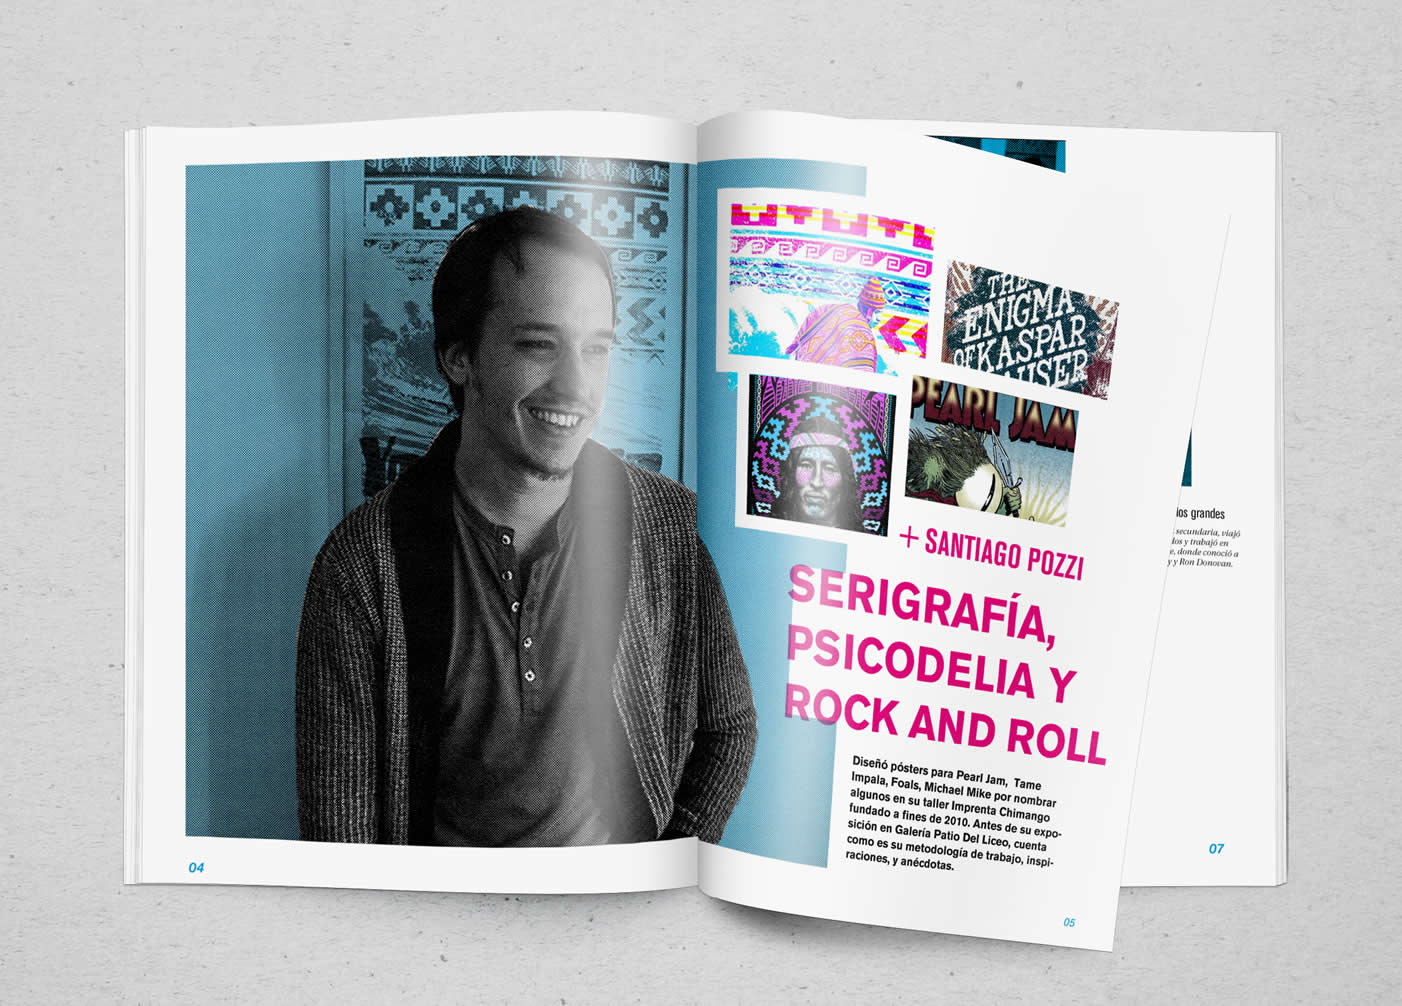 04
THE
ENIGMA
OF KASPAR
HAUSER
PEARL JAM
+ SANTIAGO POZZI
SERIGRAFÍA,
PSICODELIA Y
ROCK AND ROLL
Diseñó pósters para Pearl Jam, Tame
Impala, Foals, Michael Mike por nombrar
algunos en su taller Imprenta Chimango
fundado a fines de 2010. Antes de su expo-
sición en Galería Patio Del Liceo, cuenta
como es su metodología de trabajo, inspi-
raciones, y anécdotas.
05
los grandes
secundaria, viajó
dos y trabajó en
e, donde conoció a
y y Ron Donovan.
07